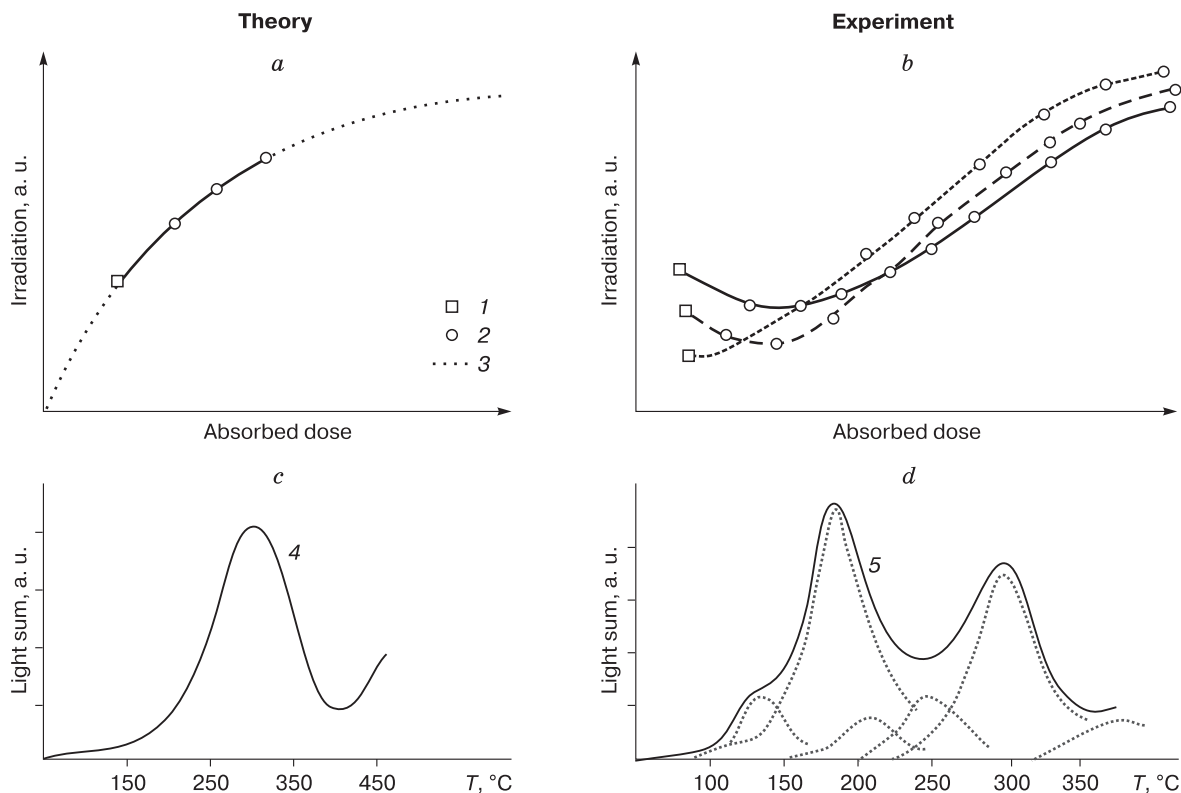 Theory
Experiment
a
b
Irradiation, a. u.
1
2
3
Absorbed dose
Irradiation, a. u.
Absorbed dose
c
d
Light sum, a. u.
4
150 250 350 450 T, °C
Light sum, a. u.
5
100 150 200 250 300 350 T, °C